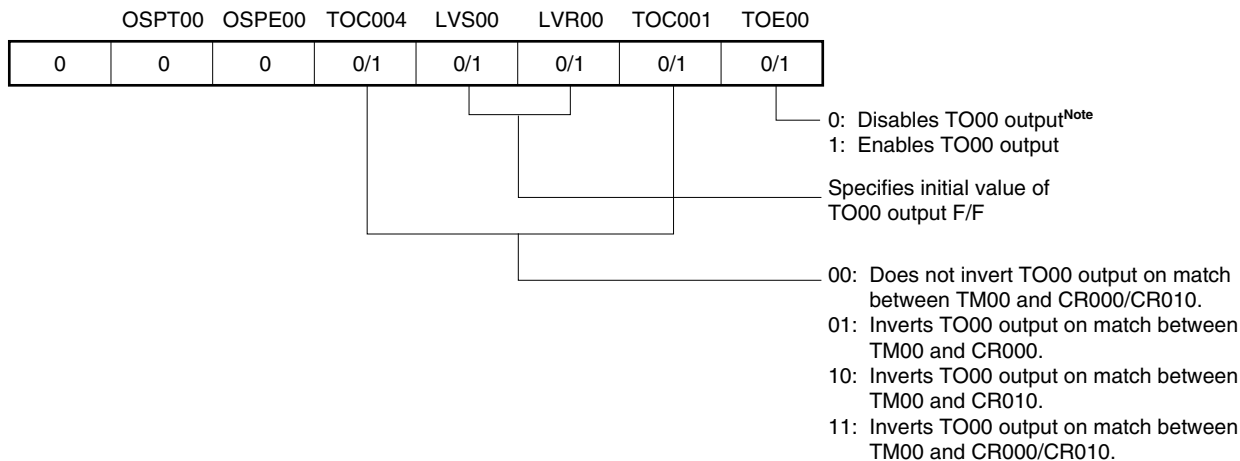 OSPT00 OSPE00 TOC004 LVS00 LVR00 TOC001 TOE00
0 0 0 0/1 0/1 0/1 0/1 0/1
0: Disables TO00 outputNote
1: Enables TO00 output
Specifies initial value of
TO00 output F/F
00: Does not invert TO00 output on match
between TM00 and CR000/CR010.
01: Inverts TO00 output on match between
TM00 and CR000.
10: Inverts TO00 output on match between
TM00 and CR010.
11: Inverts TO00 output on match between
TM00 and CR000/CR010.